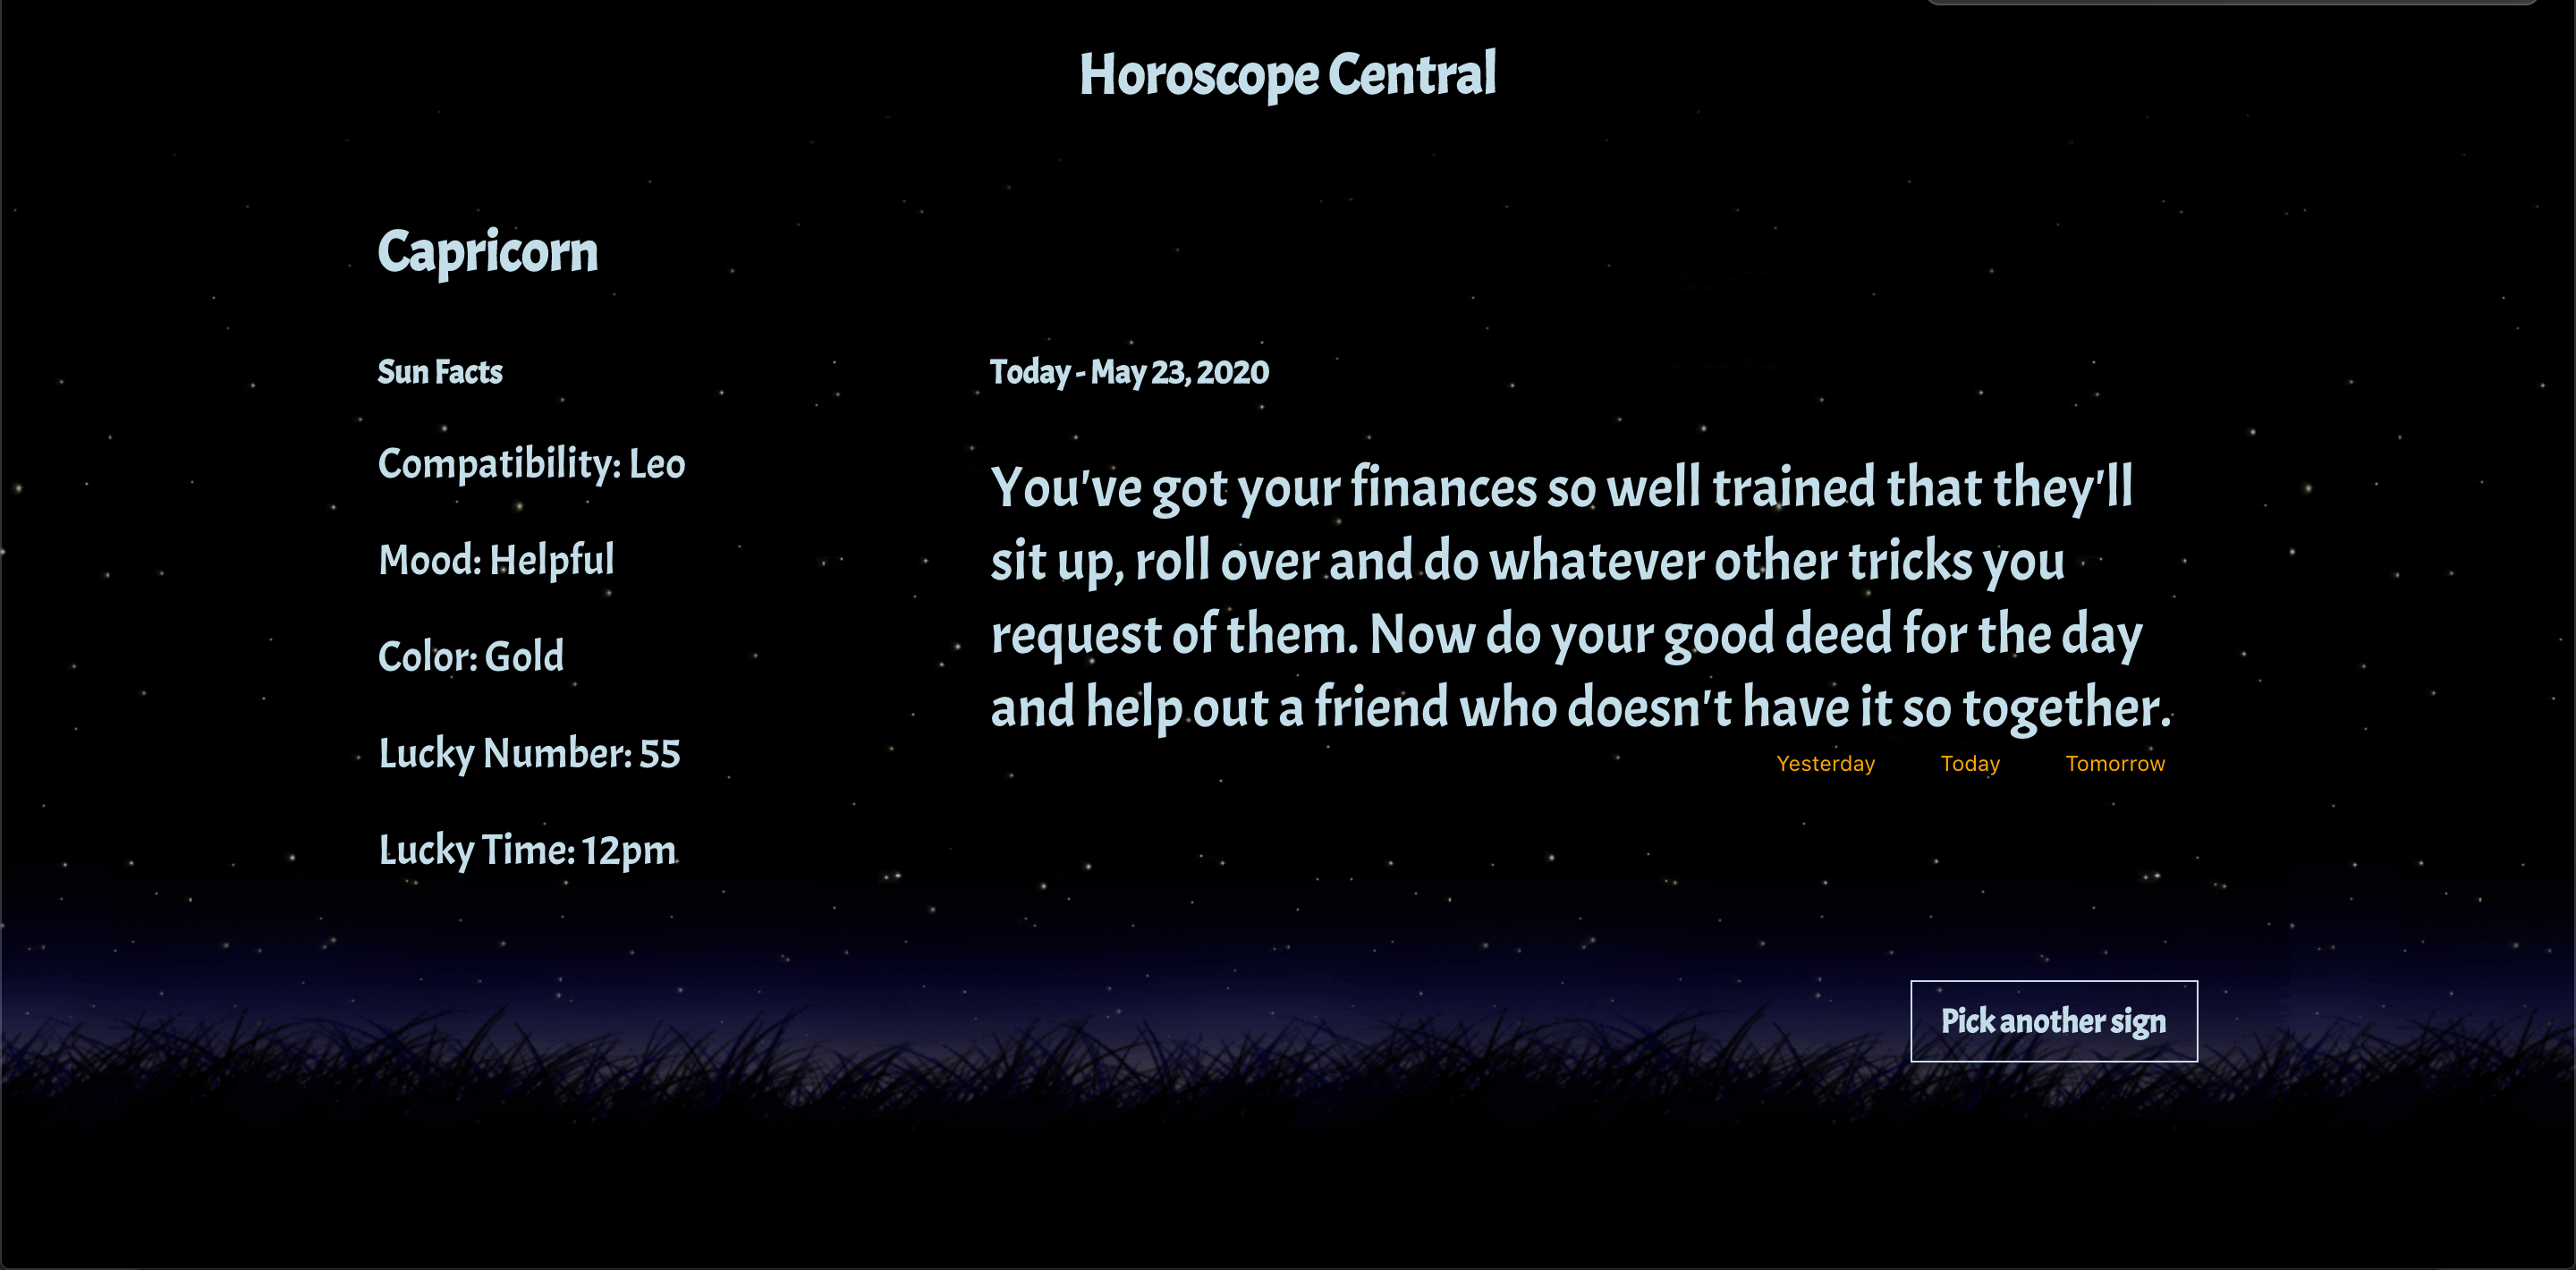 Horoscope Central
Capricorn
Sun Facts
Compatibility: Leo
Mood: Helpful
Color: Gold
Lucky Number: 55
Lucky Time: 12pm
Today - May 23, 2020
You've got your finances so well trained that they'll
sit up, roll over and do whatever other tricks you
request of them. Now do your good deed for the day
and help out a friend who doesn't have it so together.
Yesterday Today Tomorrow
Pick another sign